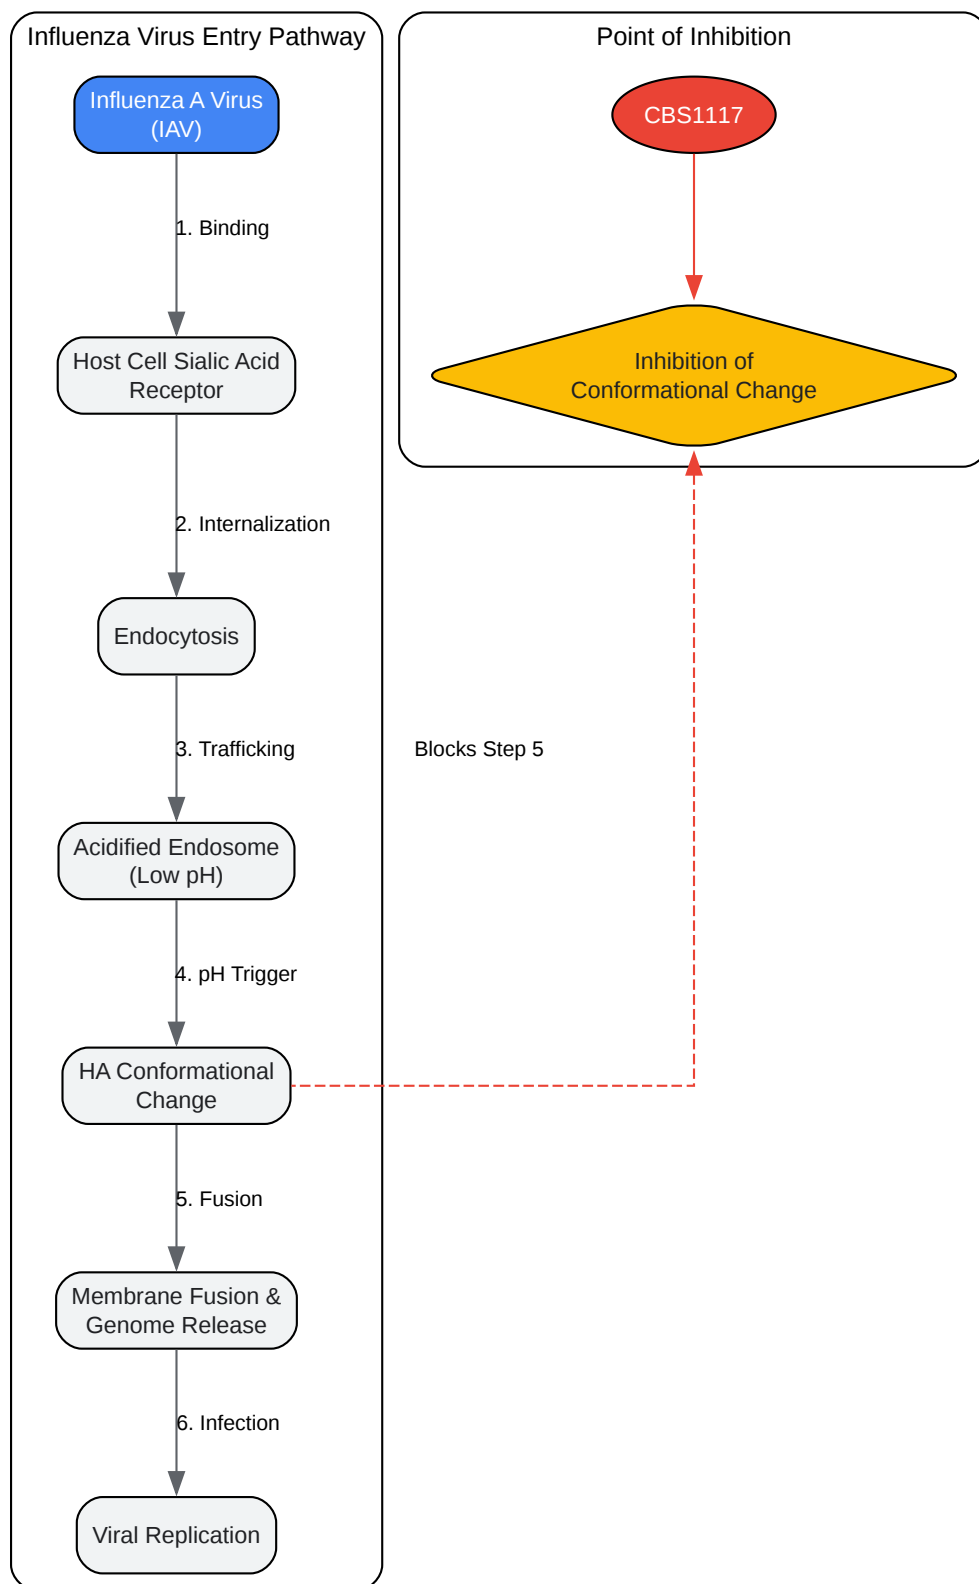 Influenza Virus Entry Pathway
Influenza A Virus
(IAV)
1. Binding
Host Cell Sialic Acid
Receptor
2. Internalization
Endocytosis
3. Trafficking
Acidified Endosome
(Low pH)
4. pH Trigger
HA Conformational
Change
5. Fusion
Membrane Fusion &
Genome Release
6. Infection
Viral Replication
Point of Inhibition
CBS1117
Inhibition of
Conformational Change
Blocks Step 5